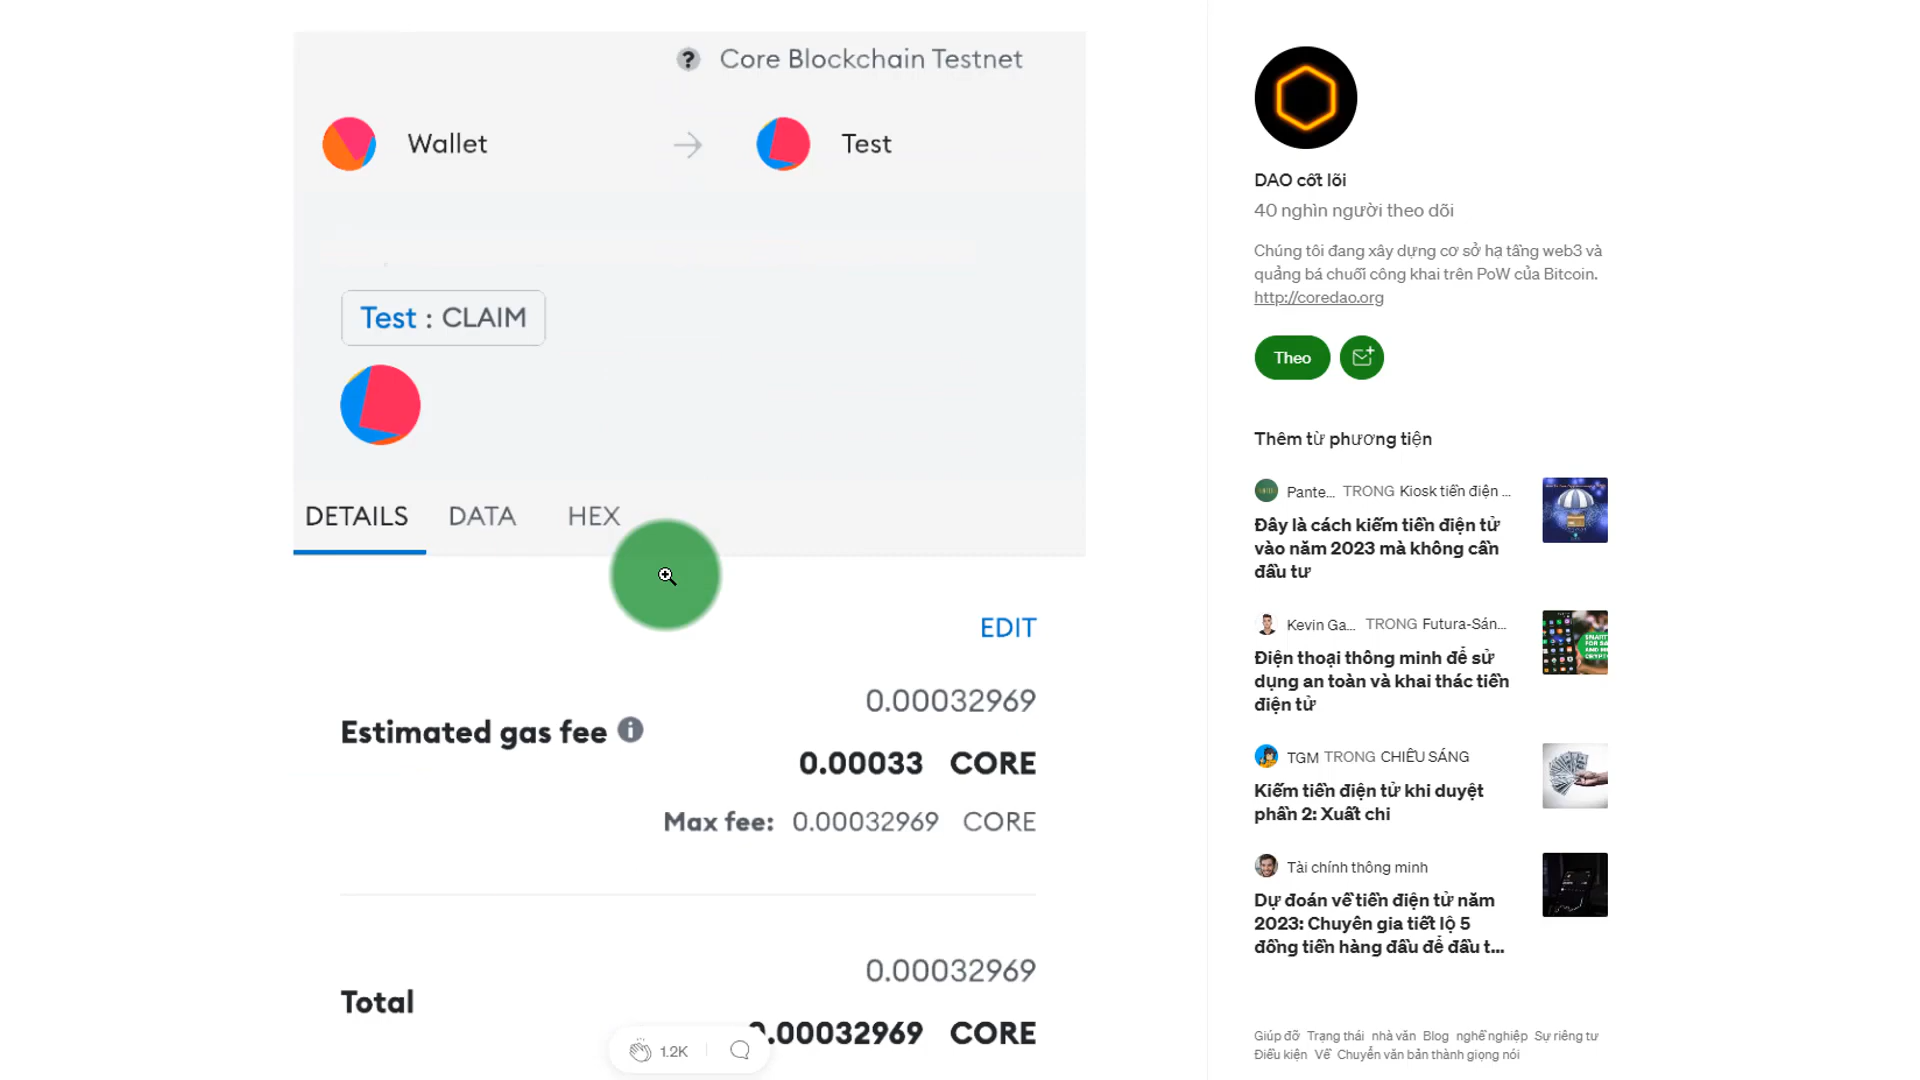 ? Core Blockchain Testnet
Wallet → Test
Test : CLAIM
DETAILS DATA HEX
EDIT
0.00032969
Estimated gas fee i
0.00033 CORE
Max fee: 0.00032969 CORE
0.00032969
Total
0.00032969 CORE
1.2K
DAO cốt lõi
40 nghìn người theo dõi
Chúng tôi đang xây dựng cơ sở hạ tầng web3 và
quảng bá chuỗi công khai trên PoW của Bitcoin.
http://coredao.org
Theo
Thêm từ phương tiện
Pante... TRONG Kiosk tiền điện ...
Đây là cách kiếm tiền điện tử
vào năm 2023 mà không cần
đầu tư
Kevin Ga... TRONG Futura-Sán...
Điện thoại thông minh để sử
dụng an toàn và khai thác tiền
điện tử
TGM TRONG CHIẾU SÁNG
Kiếm tiền điện tử khi duyệt
phần 2: Xuất chi
Tài chính thông minh
Dự đoán về tiền điện tử năm
2023: Chuyên gia tiết lộ 5
đồng tiền hàng đầu để đầu t...
Giúp đỡ Trạng thái nhà văn Blog nghề nghiệp Sự riêng tư
Điều kiện Về Chuyển văn bản thành giọng nói